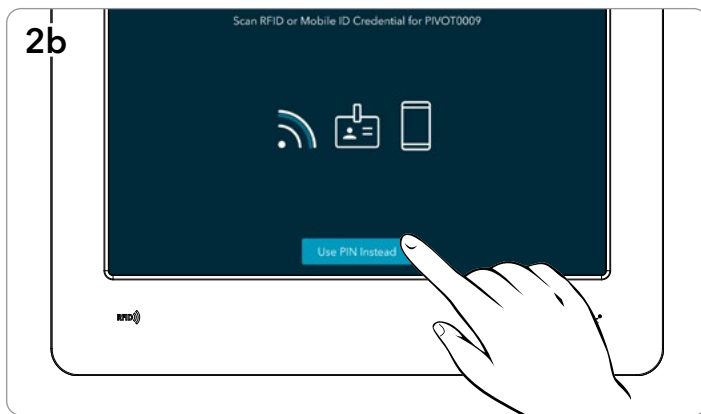 2b
Scan RFID or Mobile ID Credential for PIVOT0009
Use PIN Instead
RFID